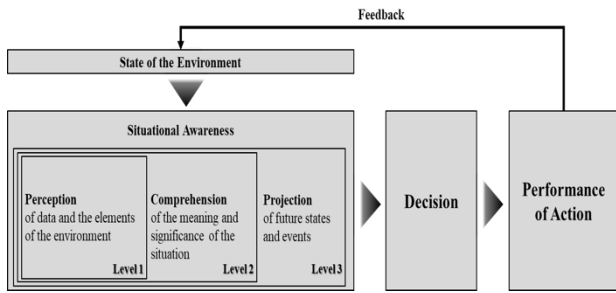 Feedback
State of the Environment
Situational Awareness
Perception
of data and the elements
of the environment
Level 1
Comprehension
of the meaning and
significance of the
situation
Level 2
Projection
of future states
and events
Level 3
Decision
Performance
of Action